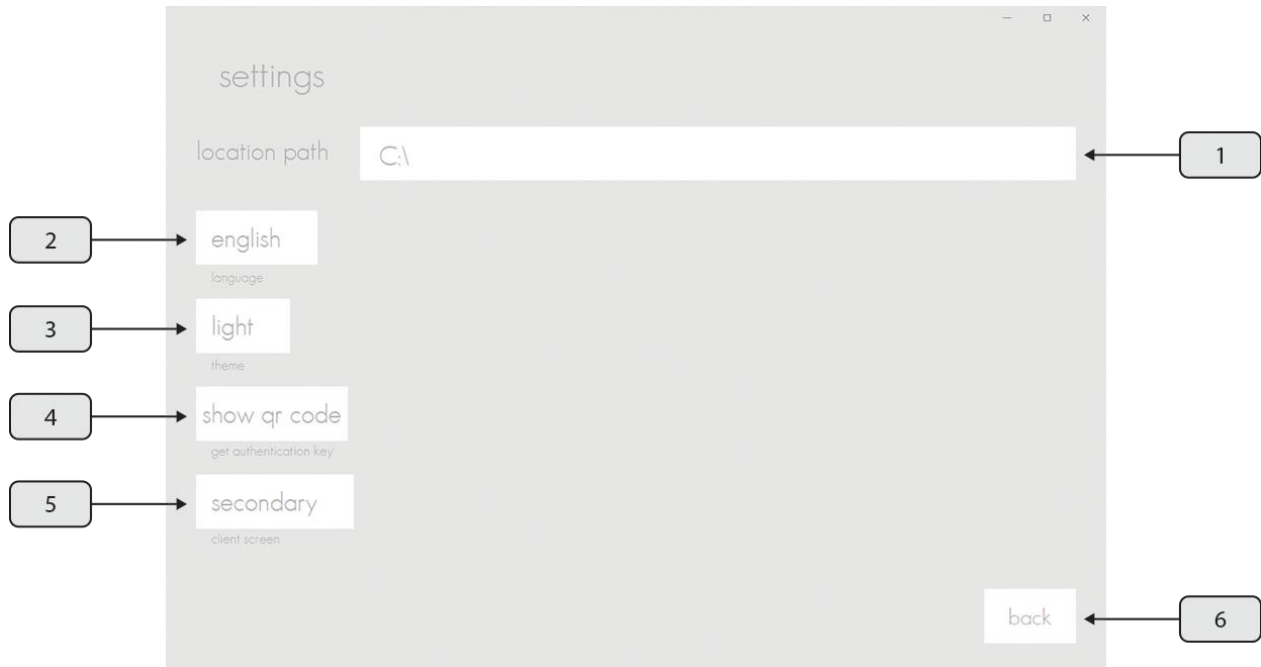 settings
location path
C:\
1
2
english
language
3
light
theme
4
show qr code
get authentication key
5
secondary
client screen
back
6